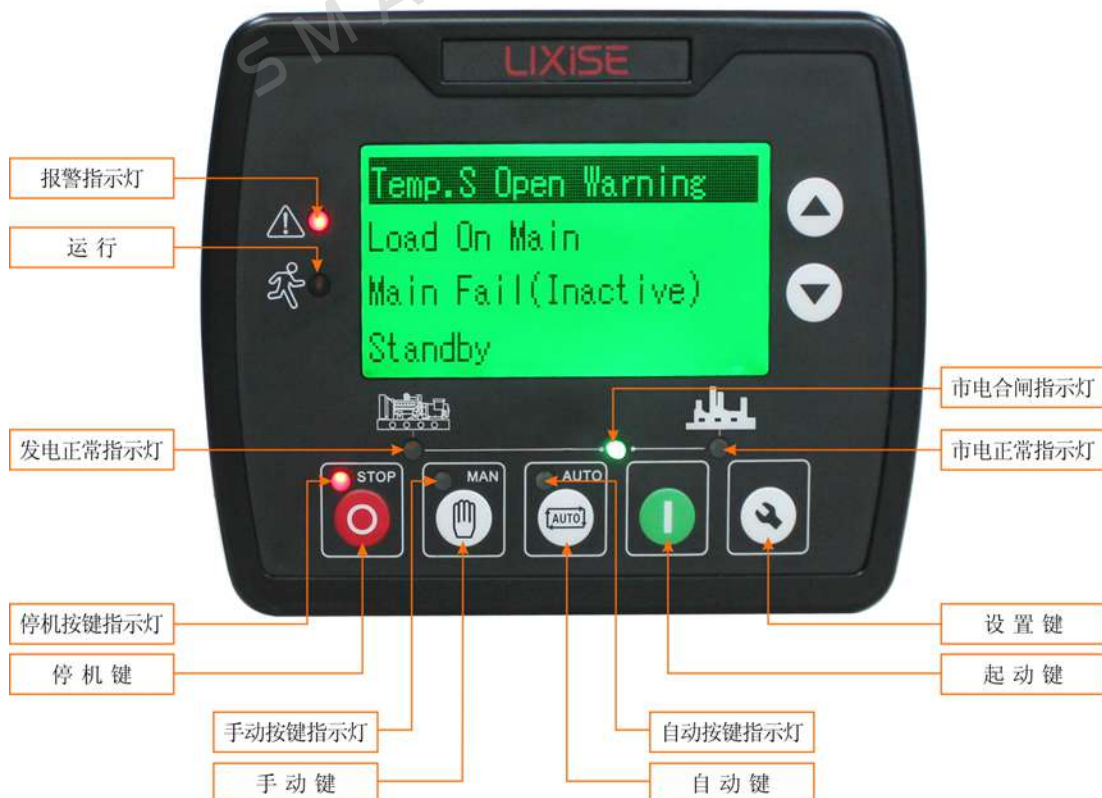 SMA
LIXiSE
报警指示灯
运 行
Temp.S Open Warning
Load On Main
Main Fail(Inactive)
Standby
市电合闸指示灯
发电正常指示灯
市电正常指示灯
STOP
MAN
AUTO
AUTO
停机按键指示灯
停 机 键
设 置 键
起 动 键
手动按键指示灯
自动按键指示灯
手 动 键
自 动 键